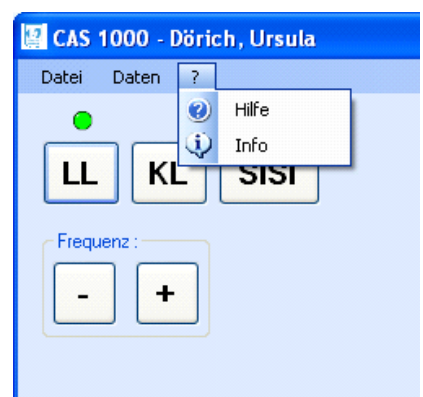 CAS 1000 - Dörich, Ursula
Datei Daten ?
Hilfe
Info
LL KL SISI
Frequenz :
- +